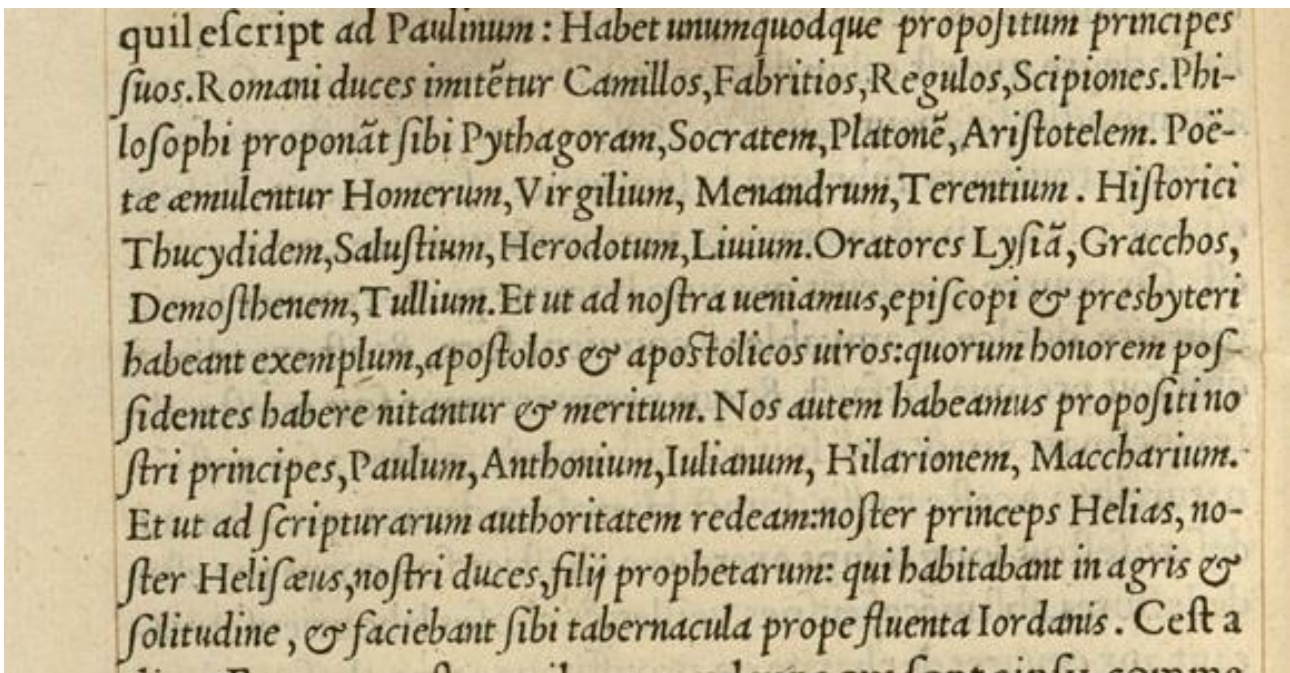 quil eſcript ad Paulinum : Habet unumquodque propoſitum principes
ſuos.Romani duces imitẽtur Camillos,Fabritios,Regulos,Scipiones.Phi-
loſophi proponãt ſibi Pythagoram,Socratem,Platonẽ,Ariſtotelem. Poë-
tæ æmulentur Homerum,Virgilium, Menandrum,Terentium . Hiſtorici
Thucydidem,Saluſtium,Herodotum,Liuium.Oratores Lyſiã,Gracchos,
Demoſthenem,Tullium.Et ut ad noſtra ueniamus,epiſcopi & presbyteri
habeant exemplum,apoſtolos & apoſtolicos uiros:quorum honorem poſ-
ſidentes habere nitantur & meritum. Nos autem habeamus propoſiti no
ſtri principes,Paulum,Anthonium,Iulianum, Hilarionem, Maccharium.
Et ut ad ſcripturarum authoritatem redeam:noſter princeps Helias, no-
ſter Heliſæus,noſtri duces,filij prophetarum: qui habitabant in agris &
ſolitudine , & faciebant ſibi tabernacula prope fluenta Iordanis . Ceſt a